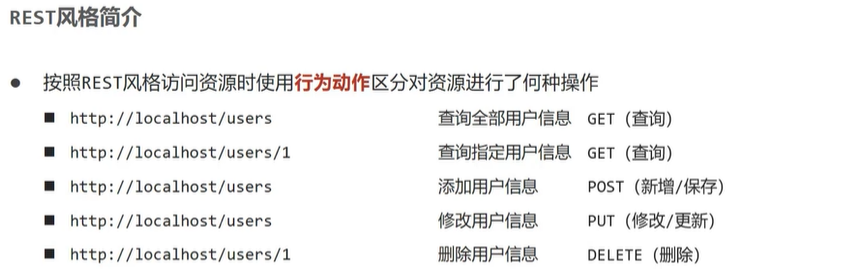 REST风格简介
● 按照REST风格访问资源时使用行为动作区分对资源进行了何种操作
■ http://localhost/users 查询全部用户信息 GET（查询）
■ http://localhost/users/1 查询指定用户信息 GET（查询）
■ http://localhost/users 添加用户信息 POST（新增/保存）
■ http://localhost/users 修改用户信息 PUT（修改/更新）
■ http://localhost/users/1 删除用户信息 DELETE（删除）